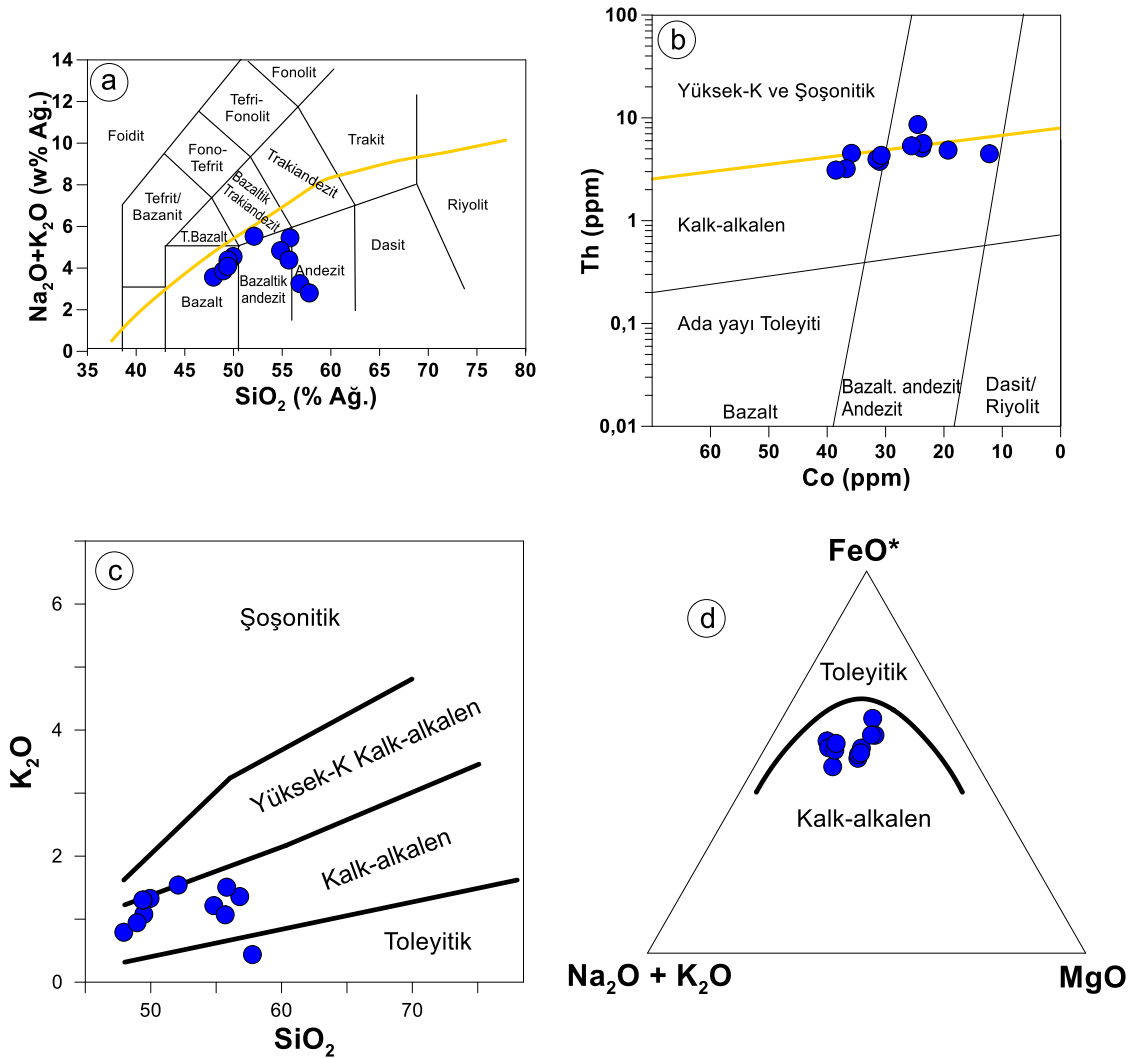 a
Na₂O+K₂O (w% Ağ.)
14
12
10
8
6
4
2
0
Foidit
Fonolit
Tefri-
Fonolit
Fono-
Tefrit
Tefrit/
Bazanit
T.Bazalt
Bazaltik
Trakiandezit
Trakiandezit
Trakit
Riyolit
Dasit
Andezit
Bazaltik
andezit
Bazalt
35 40 45 50 55 60 65 70 75 80
SiO₂ (% Ağ.)
b
Th (ppm)
100
10
1
0,1
0,01
Yüksek-K ve Şoşonitik
Kalk-alkalen
Ada yayı Toleyiti
Bazalt
Bazalt. andezit
Andezit
Dasit/
Riyolit
60 50 40 30 20 10 0
Co (ppm)
c
K₂O
6
4
2
0
Şoşonitik
Yüksek-K Kalk-alkalen
Kalk-alkalen
Toleyitik
50 60 70
SiO₂
d
FeO*
Toleyitik
Kalk-alkalen
Na₂O + K₂O
MgO